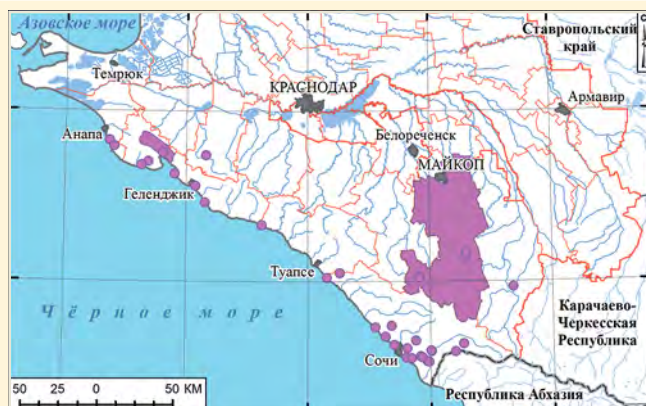 Азовское море
Ставропольский
край
С
Темрюк
КРАСНОДАР
Армавир
Анапа
Белореченск
МАЙКОП
Геленджик
Туапсе
Чёрное море
Карачаево-
Черкесская
Республика
Сочи
Республика Абхазия
50 25 0 50 КМ